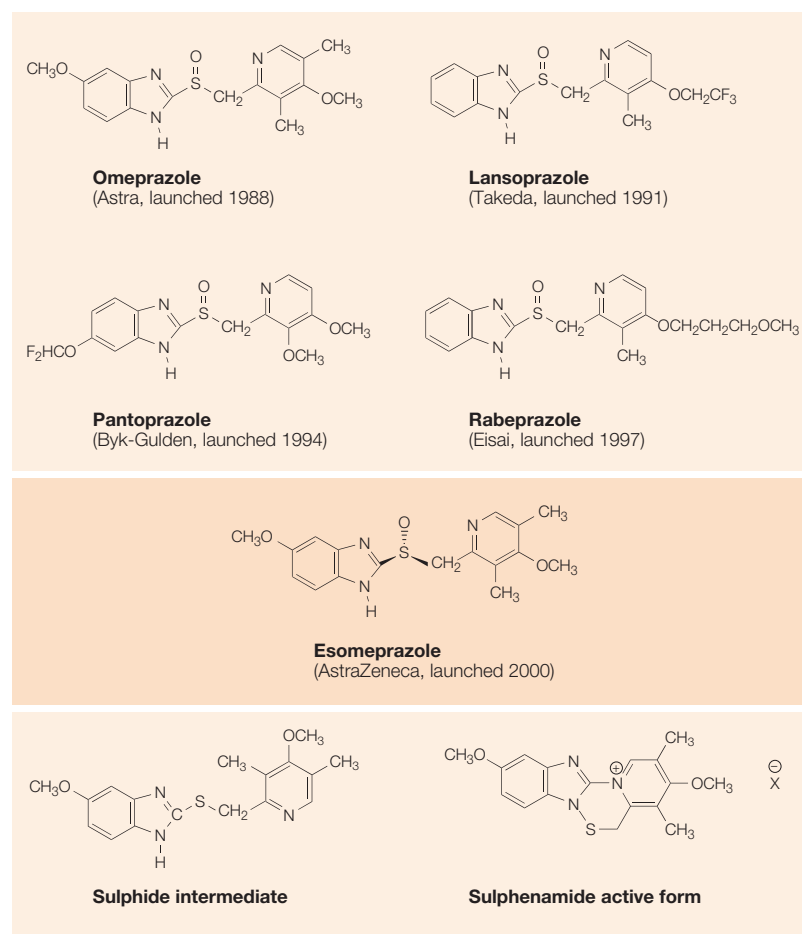 CH3O
N
N
H
O
S
CH2
N
CH3
OCH3
CH3
Omeprazole
(Astra, launched 1988)
N
N
H
O
S
CH2
N
OCH2CF3
CH3
Lansoprazole
(Takeda, launched 1991)
F2HCO
N
N
H
O
S
CH2
N
OCH3
OCH3
Pantoprazole
(Byk-Gulden, launched 1994)
N
N
H
O
S
CH2
N
OCH2CH2CH2OCH3
CH3
Rabeprazole
(Eisai, launched 1997)
CH3O
N
N
H
O
S
CH2
N
CH3
OCH3
CH3
Esomeprazole
(AstraZeneca, launched 2000)
CH3O
N
N
H
C
S
CH2
OCH3
CH3
CH3
N
Sulphide intermediate
CH3O
N
N
S
+
N
CH3
OCH3
CH3
−
X
Sulphenamide active form